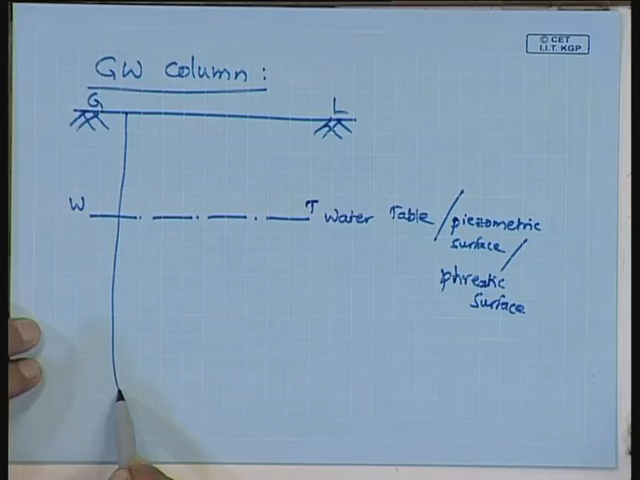 © CET
I.I.T. KGP
GW Column :
G L
W T Water Table / piezometric
surface /
phreatic
surface